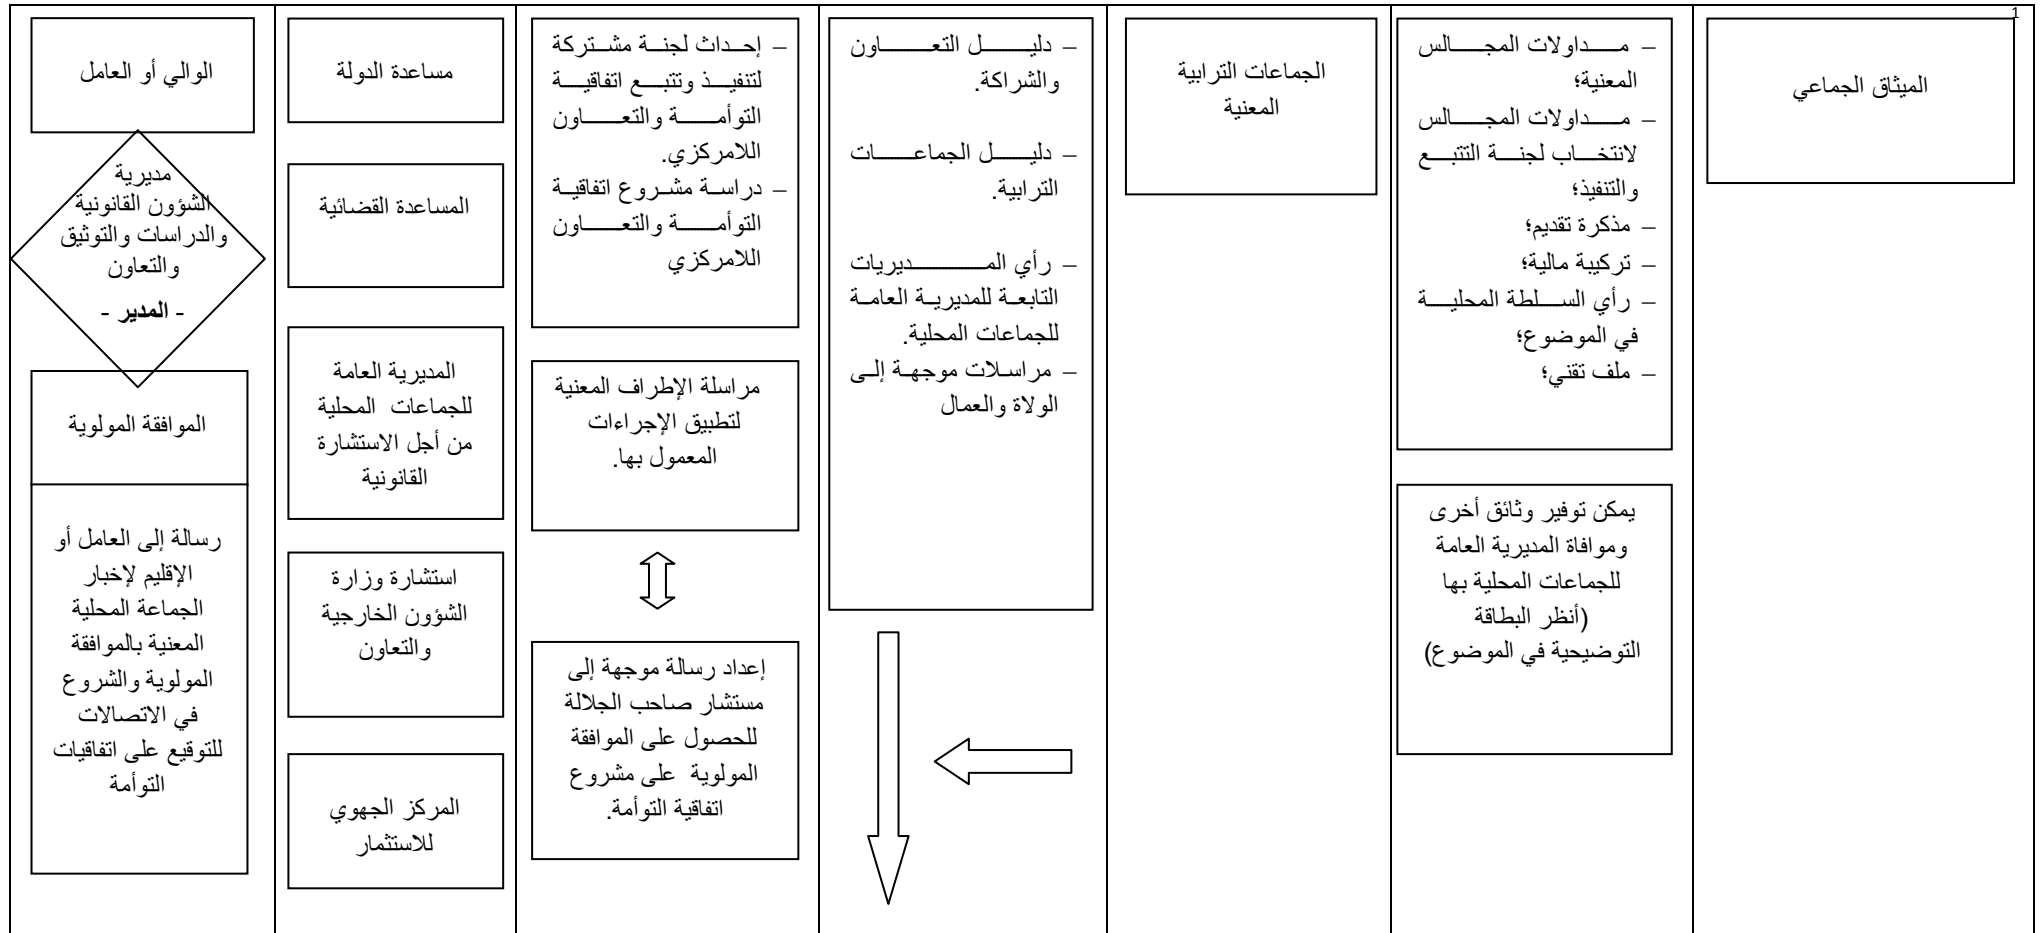 1
الميثاق الجماعي
– مداولات المجالس
المعنية؛
– مداولات المجالس
لانتخاب لجنة التتبع
والتنفيذ؛
– مذكرة تقديم؛
– تركيبة مالية؛
– رأي السلطة المحلية
في الموضوع؛
– ملف تقني؛
يمكن توفير وثائق أخرى
وموافاة المديرية العامة
للجماعات المحلية بها
(أنظر البطاقة
التوضيحية في الموضوع)
الجماعات الترابية
المعنية
– دليل التعاون
والشراكة.
– دليل الجماعات
الترابية.
– رأي المديريات
التابعة للمديرية العامة
للجماعات المحلية.
– مراسلات موجهة إلى
الولاة والعمال
– إحداث لجنة مشتركة
لتنفيذ وتتبع اتفاقية
التوأمة والتعاون
اللامركزي.
– دراسة مشروع اتفاقية
التوأمة والتعاون
اللامركزي
مراسلة الإطراف المعنية
لتطبيق الإجراءات
المعمول بها.
إعداد رسالة موجهة إلى
مستشار صاحب الجلالة
للحصول على الموافقة
المولوية على مشروع
اتفاقية التوأمة.
مساعدة الدولة
المساعدة القضائية
المديرية العامة
للجماعات المحلية
من أجل الاستشارة
القانونية
استشارة وزارة
الشؤون الخارجية
والتعاون
المركز الجهوي
للاستثمار
الوالي أو العامل
مديرية
الشؤون القانونية
والدراسات والتوثيق
والتعاون
- المدير -
الموافقة المولوية
رسالة إلى العامل أو
الإقليم لإخبار
الجماعة المحلية
المعنية بالموافقة
المولوية والشروع
في الاتصالات
للتوقيع على اتفاقيات
التوأمة